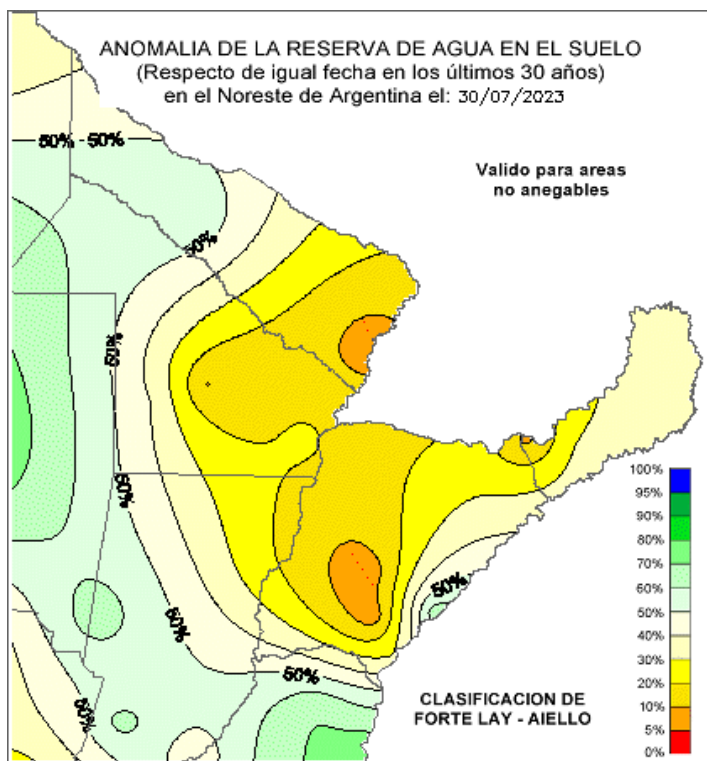 ANOMALIA DE LA RESERVA DE AGUA EN EL SUELO
(Respecto de igual fecha en los últimos 30 años)
en el Noreste de Argentina el: 30/07/2023
50% - 50%
Valido para areas
no anegables
50%
50%
50%
50%
50%
50%
50%
100%
95%
90%
80%
70%
60%
50%
40%
30%
20%
10%
5%
0%
CLASIFICACION DE
FORTE LAY - AIELLO